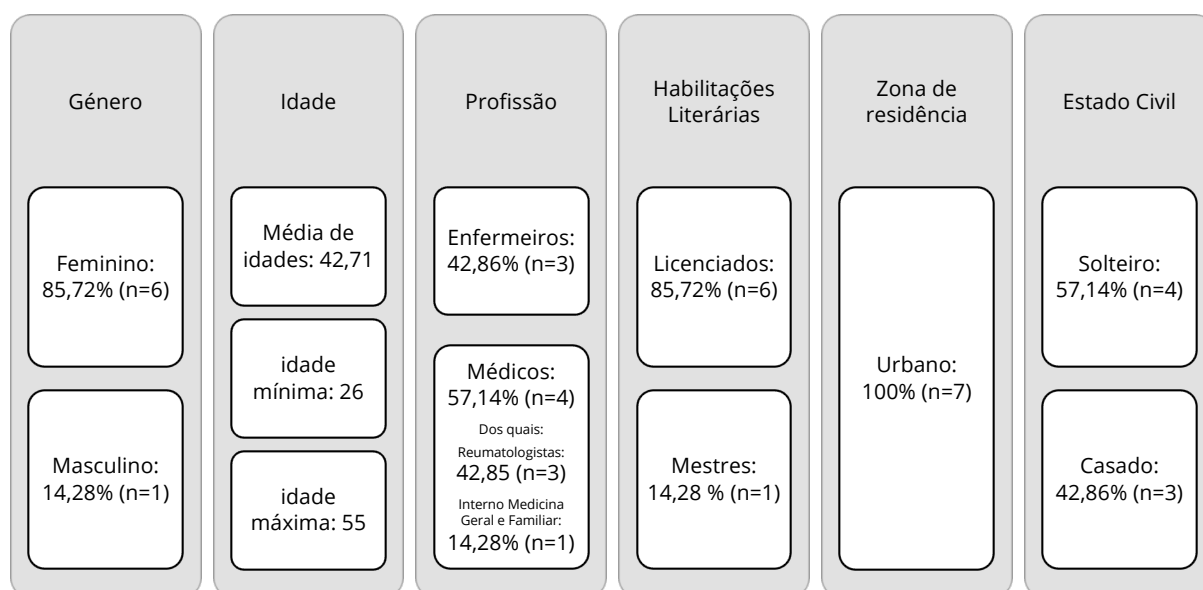 Género
Feminino:
85,72% (n=6)
Masculino:
14,28% (n=1)
Idade
Média de
idades: 42,71
idade
mínima: 26
idade
máxima: 55
Profissão
Enfermeiros:
42,86% (n=3)
Médicos:
57,14% (n=4)
Dos quais:
Reumatologistas:
42,85 (n=3)
Interno Medicina
Geral e Familiar:
14,28% (n=1)
Habilitações
Literárias
Licenciados:
85,72% (n=6)
Mestres:
14,28 % (n=1)
Zona de
residência
Urbano:
100% (n=7)
Estado Civil
Solteiro:
57,14% (n=4)
Casado:
42,86% (n=3)